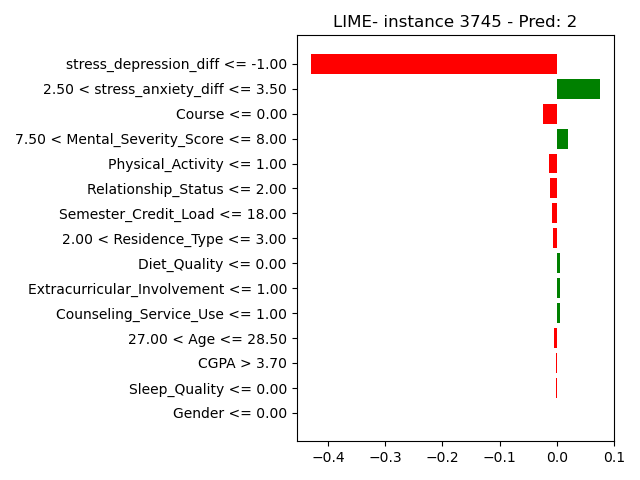 LIME- instance 3745 - Pred: 2
stress_depression_diff <= -1.00
2.50 < stress_anxiety_diff <= 3.50
Course <= 0.00
7.50 < Mental_Severity_Score <= 8.00
Physical_Activity <= 1.00
Relationship_Status <= 2.00
Semester_Credit_Load <= 18.00
2.00 < Residence_Type <= 3.00
Diet_Quality <= 0.00
Extracurricular_Involvement <= 1.00
Counseling_Service_Use <= 1.00
27.00 < Age <= 28.50
CGPA > 3.70
Sleep_Quality <= 0.00
Gender <= 0.00
−0.4 −0.3 −0.2 −0.1 0.0 0.1